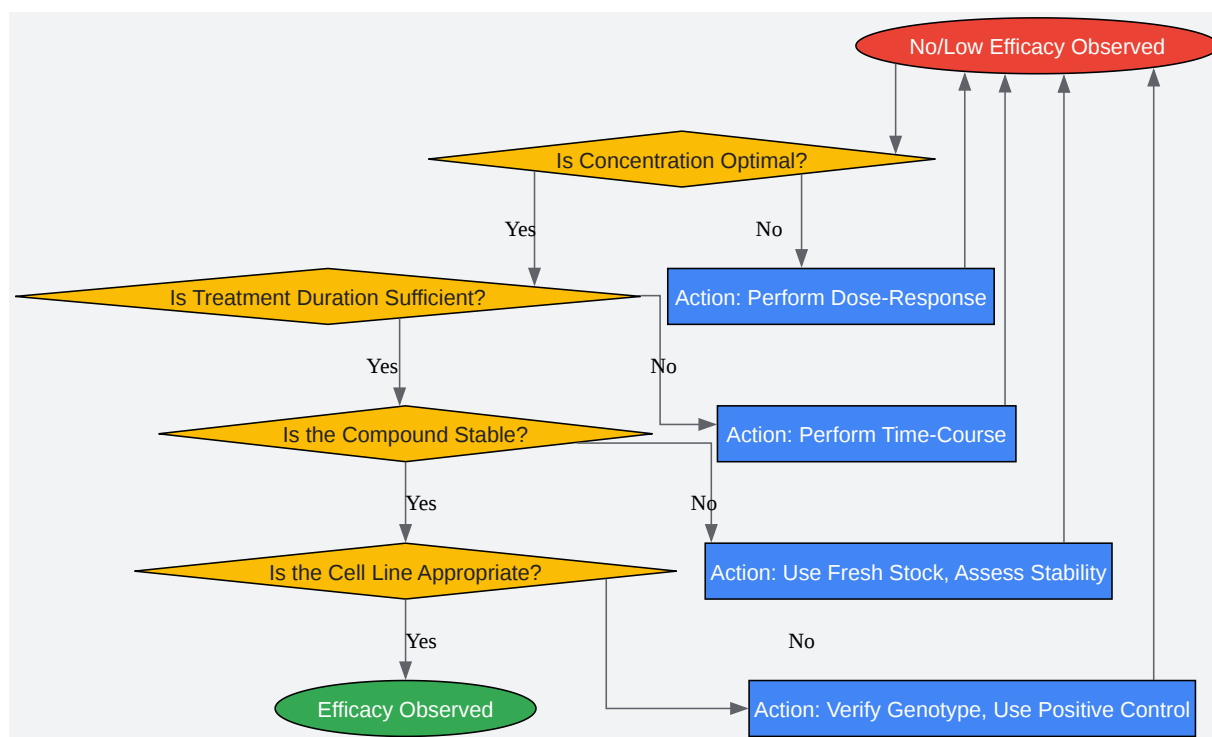 No/Low Efficacy Observed
Is Concentration Optimal?
Yes
No
Is Treatment Duration Sufficient?
Action: Perform Dose-Response
Yes
No
Is the Compound Stable?
Action: Perform Time-Course
Yes
No
Is the Cell Line Appropriate?
Action: Use Fresh Stock, Assess Stability
Yes
No
Efficacy Observed
Action: Verify Genotype, Use Positive Control